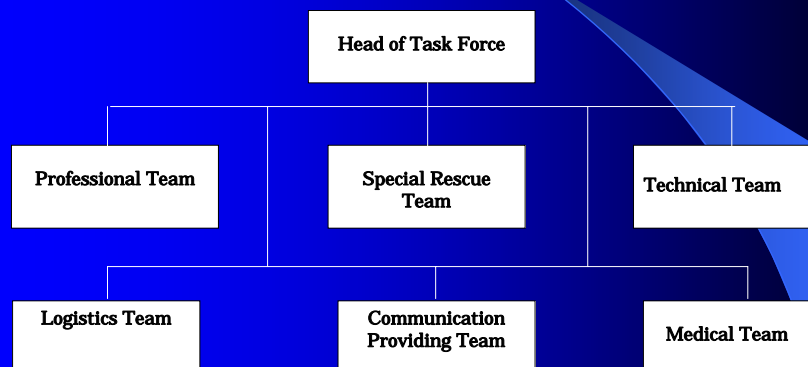 Head of Task Force
Professional Team
Special Rescue
Team
Technical Team
Logistics Team
Communication
Providing Team
Medical Team